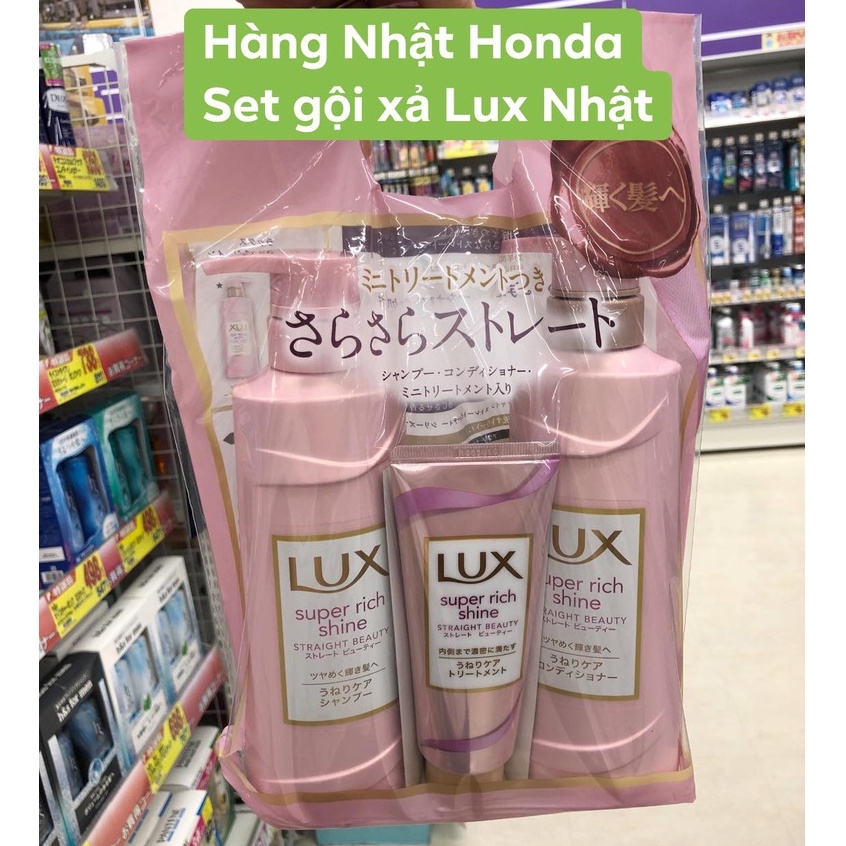 Hàng Nhật Honda
Set gội xả Lux Nhật
輝く髪へ
ミニトリートメントつき
さらさらストレート
シャンプー・コンディショナー・
ミニトリートメント入り
LUX
super rich
shine
STRAIGHT BEAUTY
ストレート ビューティー
ツヤめく輝き髪へ
うねりケア
シャンプー
LUX
super rich
shine
STRAIGHT BEAUTY
ストレート ビューティー
内側まで濃密に満たす
うねりケア
トリートメント
LUX
super rich
shine
STRAIGHT BEAUTY
ストレート ビューティー
ツヤめく輝き髪へ
うねりケア
コンディショナー
LUX
798
498
498
698
h&s for men